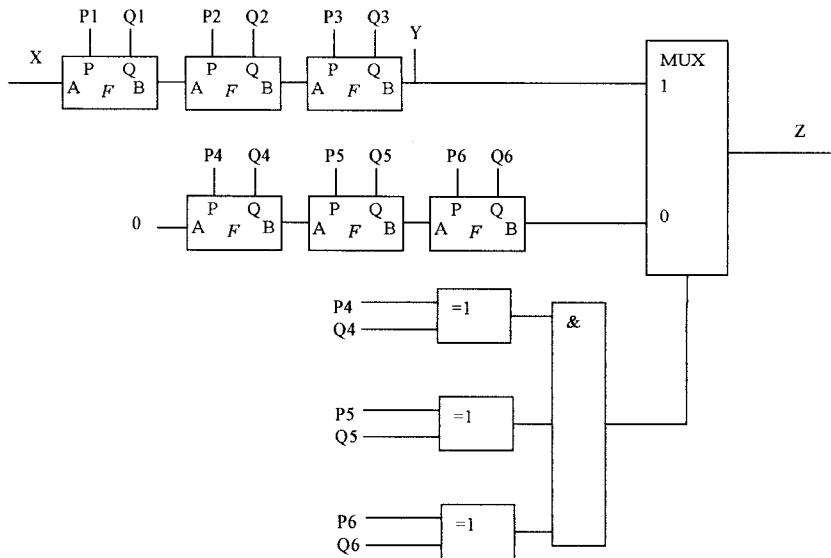 P1 Q1 P2 Q2 P3 Q3 Y
X
MUX
P Q P Q P Q
A F B A F B A F B 1
Z
P4 Q4 P5 Q5 P6 Q6
P Q P Q P Q
0 A F B A F B A F B 0
P4 =1 &
Q4
P5 =1
Q5
P6 =1
Q6